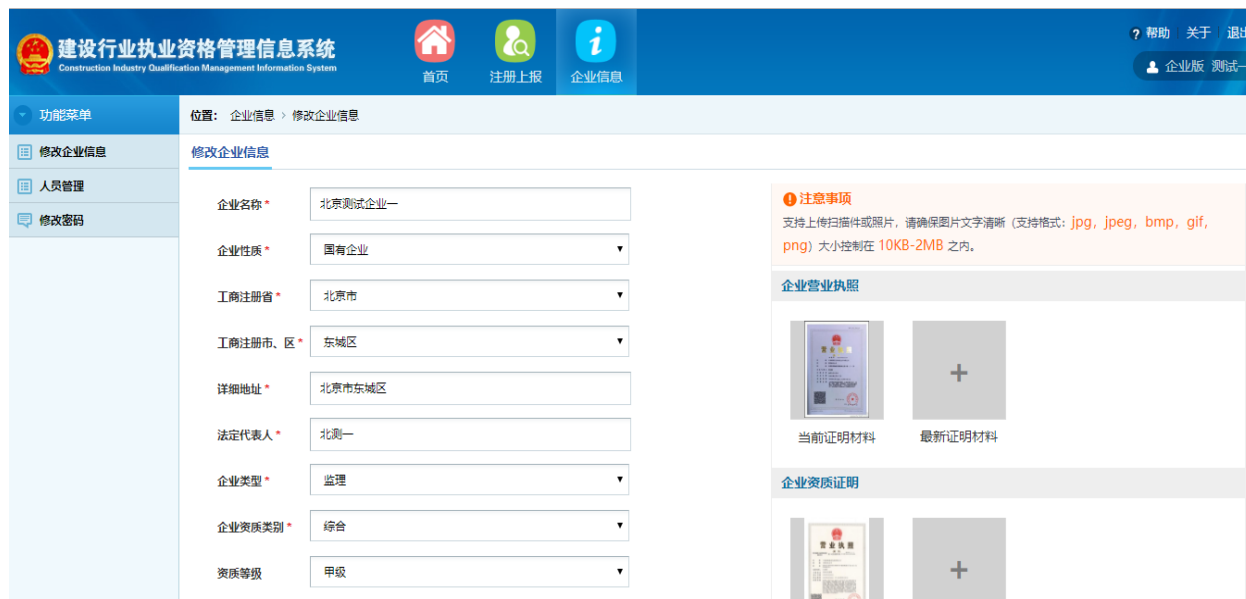 建设行业执业资格管理信息系统
Construction Industry Qualification Management Information System
首页
注册上报
企业信息
? 帮助 关于 退出
企业版 测试一
功能菜单
修改企业信息
人员管理
修改密码
位置： 企业信息 › 修改企业信息
修改企业信息
企业名称* 北京测试企业一
企业性质* 国有企业
工商注册省* 北京市
工商注册市、区* 东城区
详细地址* 北京市东城区
法定代表人* 北测一
企业类型* 监理
企业资质类别* 综合
资质等级 甲级
注意事项
支持上传扫描件或照片，请确保图片文字清晰（支持格式：jpg，jpeg，bmp，gif，
png）大小控制在 10KB-2MB 之内。
企业营业执照
当前证明材料
最新证明材料
企业资质证明
营业执照